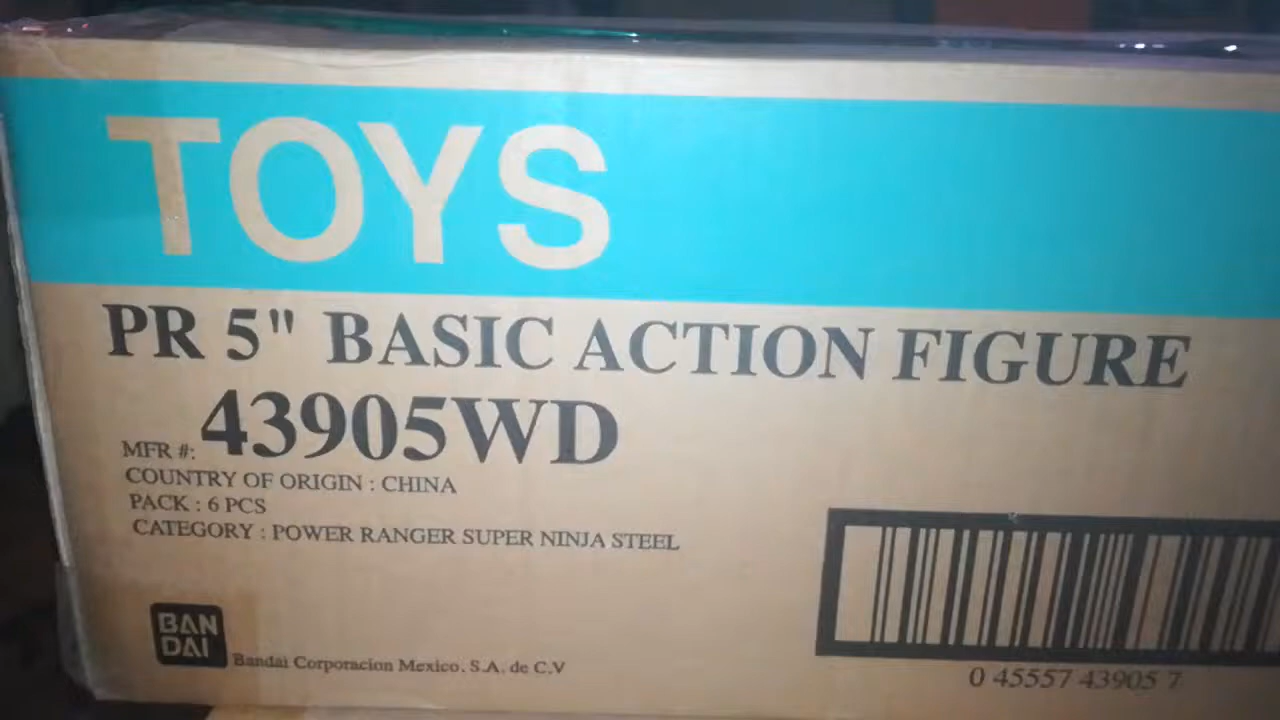 TOYS
PR 5" BASIC ACTION FIGURE
MFR #: 43905WD
COUNTRY OF ORIGIN : CHINA
PACK : 6 PCS
CATEGORY : POWER RANGER SUPER NINJA STEEL
BAN
DAI
Bandai Corporacion Mexico. S.A. de C.V
0 45557 43905 7